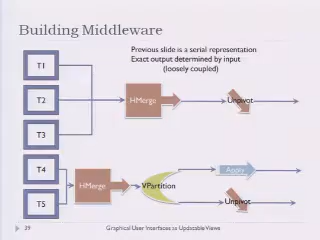 Building Middleware
Previous slide is a serial representation
Exact output determined by input
(loosely coupled)
T1
T2
HMerge
Unpivot
T3
T4
Apply
HMerge
VPartition
T5
Unpivot
39
Graphical User Interfaces as Updatable Views